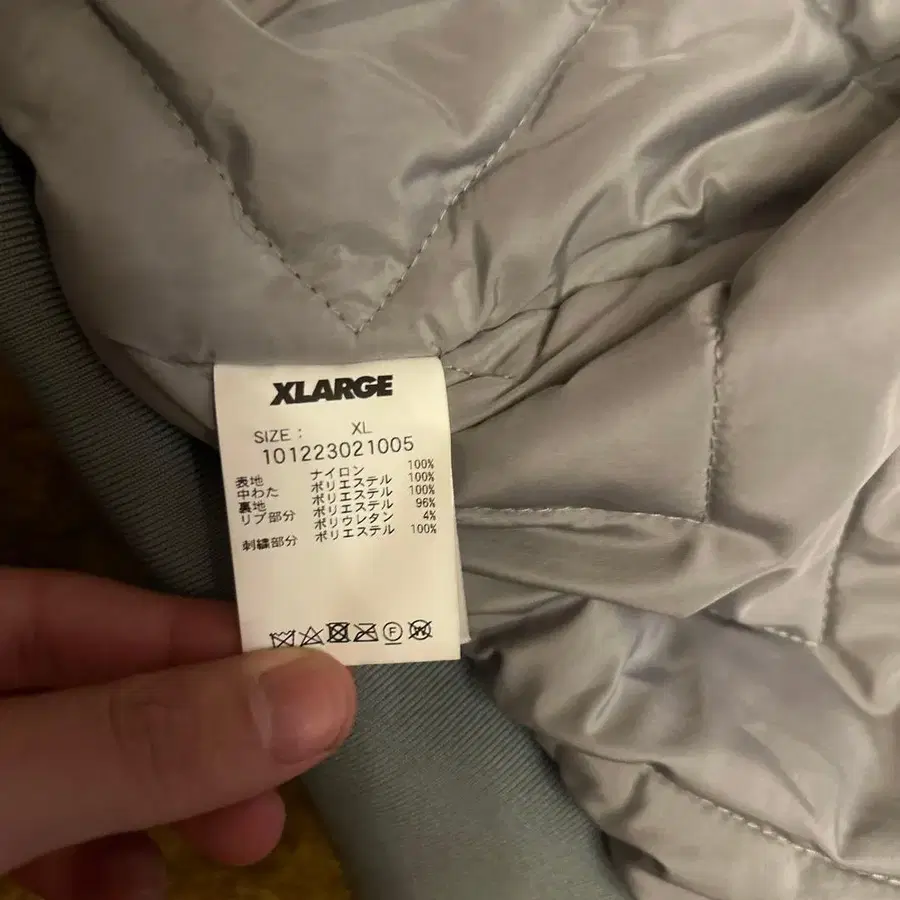 XLARGE
SIZE : XL
101223021005
表地 ナイロン 100%
中わた ポリエステル 100%
裏地 ポリエステル 100%
リブ部分 ポリエステル 96%
ポリウレタン 4%
刺繍部分 ポリエステル 100%
F W